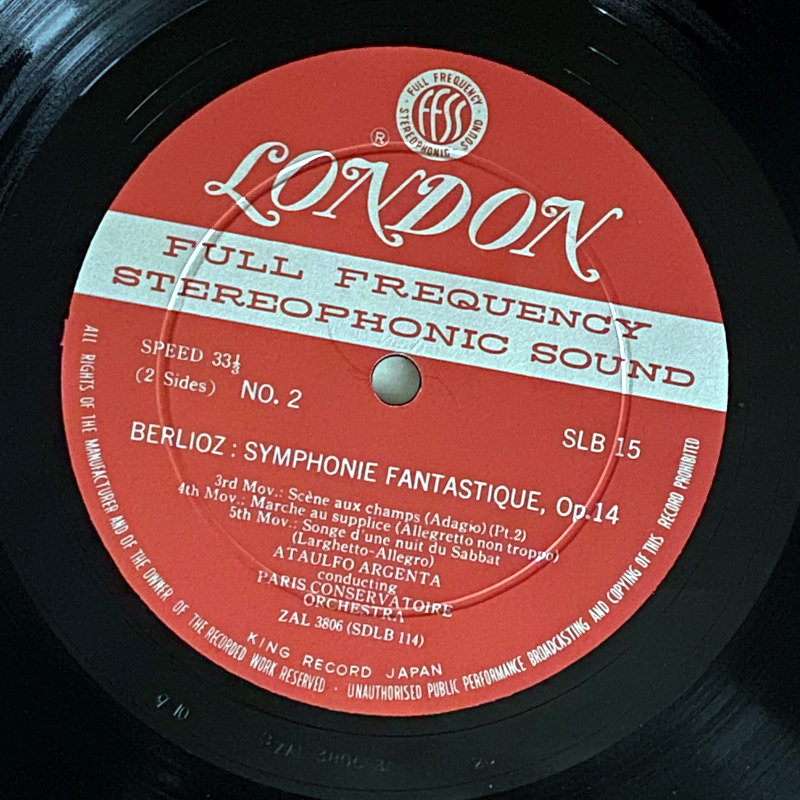 FULL FREQUENCY
FFSS
STEREOPHONIC SOUND
®
LONDON
FULL FREQUENCY
STEREOPHONIC SOUND
SPEED 33⅓
(2 Sides) NO. 2
SLB 15
BERLIOZ : SYMPHONIE FANTASTIQUE, Op.14
3rd Mov.: Scène aux champs (Adagio) (Pt.2)
4th Mov.: Marche au supplice (Allegretto non troppo)
5th Mov.: Songe d'une nuit du Sabbat
(Larghetto-Allegro)
ATAULFO ARGENTA
conducting
PARIS CONSERVATOIRE
ORCHESTRA
ZAL 3806 (SDLB 114)
KING RECORD JAPAN
ALL RIGHTS OF THE MANUFACTURER AND OF THE OWNER OF THE RECORDED WORK RESERVED · UNAUTHORISED PUBLIC PERFORMANCE BROADCASTING AND COPYING OF THIS RECORD PROHIBITED